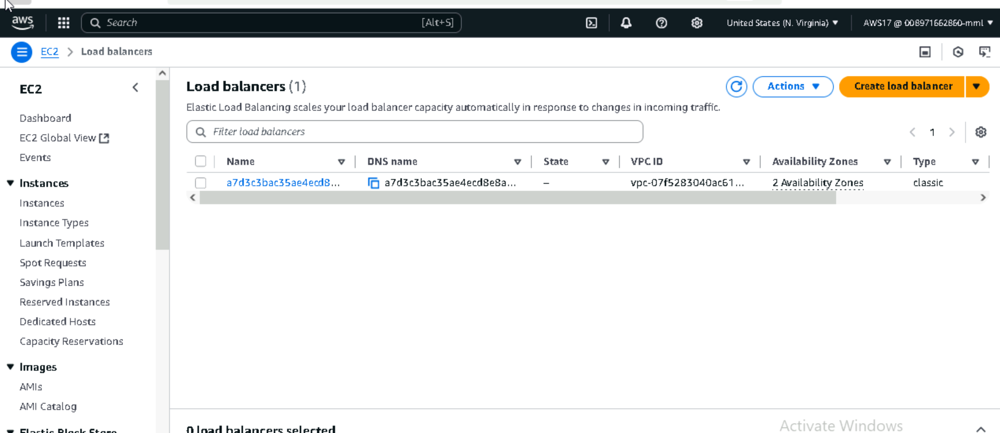 aws
Search [Alt+S]
United States (N. Virginia)
AWS17 @ 008971662860-mml
EC2 > Load balancers
EC2
Dashboard
EC2 Global View
Events
Instances
Instances
Instance Types
Launch Templates
Spot Requests
Savings Plans
Reserved Instances
Dedicated Hosts
Capacity Reservations
Images
AMIs
AMI Catalog
Elastic Block Store
Load balancers (1)
Actions
Create load balancer
Elastic Load Balancing scales your load balancer capacity automatically in response to changes in incoming traffic.
Filter load balancers
1
Name DNS name State VPC ID Availability Zones Type
a7d3c3bac35ae4ecd8... a7d3c3bac35ae4ecd8e8a... – vpc-07f5283040ac61... 2 Availability Zones classic
0 load balancers selected
Activate Windows